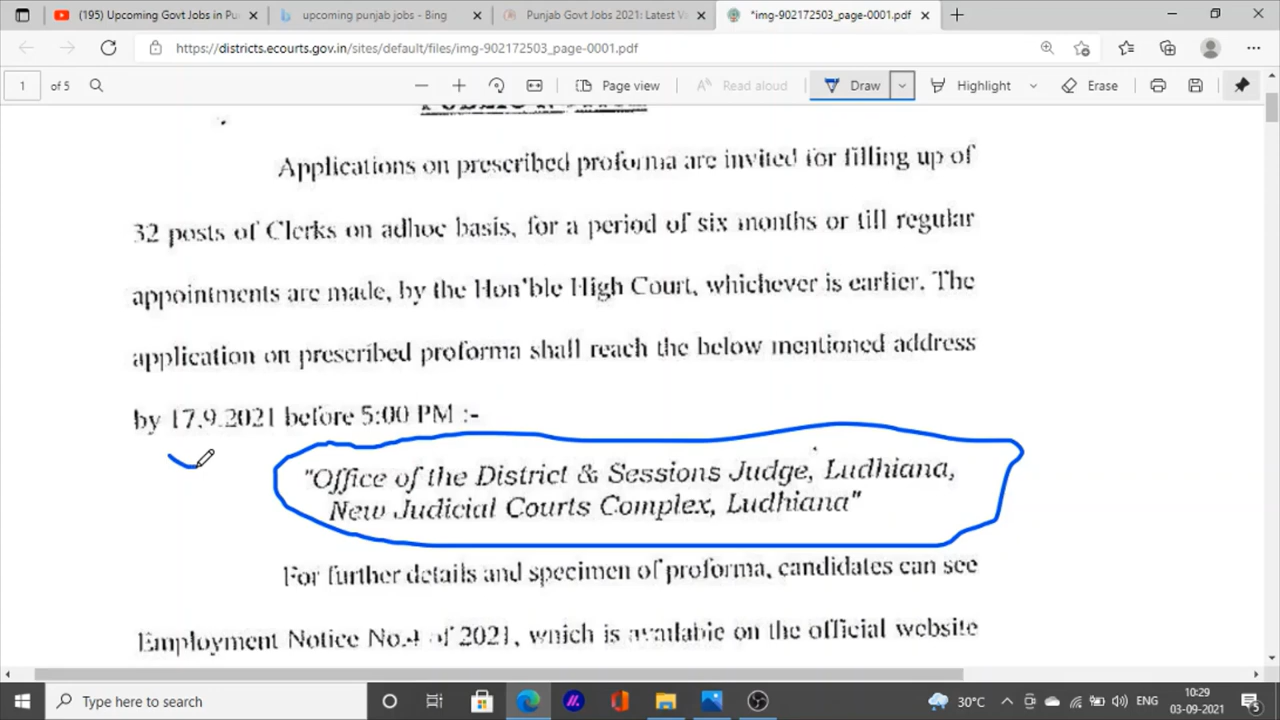 (195) Upcoming Govt Jobs in Pu
upcoming punjab jobs - Bing
Punjab Govt Jobs 2021: Latest V
*img-902172503_page-0001.pdf
https://districts.ecourts.gov.in/sites/default/files/img-902172503_page-0001.pdf
1 of 5
Page view
Read aloud
Draw
Highlight
Erase
Applications on prescribed proforma are invited for filling up of
32 posts of Clerks on adhoc basis, for a period of six months or till regular
appointments are made, by the Hon'ble High Court, whichever is earlier. The
application on prescribed proforma shall reach the below mentioned address
by 17.9.2021 before 5:00 PM :-
"Office of the District & Sessions Judge, Ludhiana,
New Judicial Courts Complex, Ludhiana"
For further details and specimen of proforma, candidates can see
Employment Notice No.4 of 2021, which is available on the official website
Type here to search
30°C
ENG
10:29
03-09-2021
5